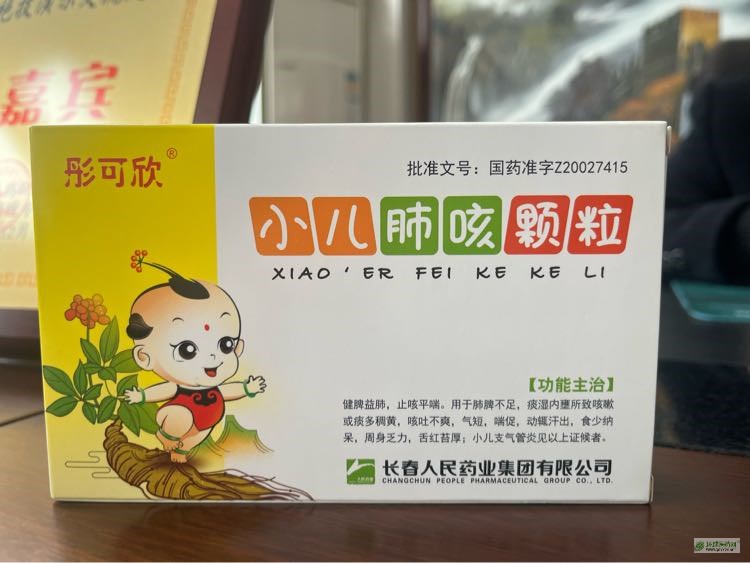 嘉宾
彤可欣®
批准文号：国药准字Z20027415
小儿肺咳颗粒
XIAO'ER FEI KE KE LI
【功能主治】
健脾益肺，止咳平喘。用于肺脾不足，痰湿内壅所致咳嗽
或痰多稠黄，咳吐不爽，气短，喘促，动辄汗出，食少纳
呆，周身乏力，舌红苔厚；小儿支气管炎见以上证候者。
长春人民药业集团有限公司
CHANGCHUN PEOPLE PHARMACEUTICAL GROUP CO., LTD.